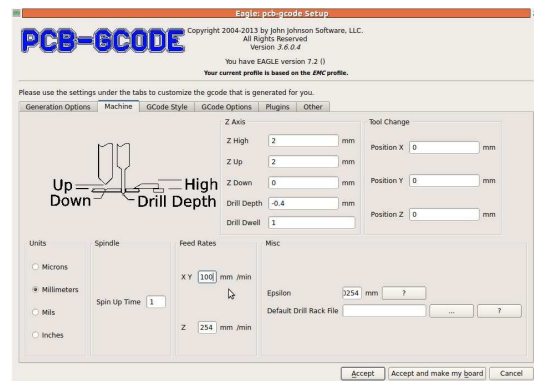 Eagle: pcb-gcode Setup
PCB-GCODE
Copyright 2004-2013 by John Johnson Software, LLC.
All Rights Reserved
Version 3.6.0.4
You have EAGLE version 7.2 ()
Your current profile is based on the EMC profile.
Please use the settings under the tabs to customize the gcode that is generated for you.
Generation Options Machine GCode Style GCode Options Plugins Other
Up
Down
High
Drill Depth
Z Axis
Z High 2 mm
Z Up 2 mm
Z Down 0 mm
Drill Depth -0.4 mm
Drill Dwell 1
Tool Change
Position X 0 mm
Position Y 0 mm
Position Z 0 mm
Units
Microns
Millimeters
Mils
Inches
Spindle
Spin Up Time 1
Feed Rates
X Y 100 mm /min
Z 254 mm /min
Misc
Epsilon 0254 mm ?
Default Drill Rack File ... ?
Accept Accept and make my board Cancel